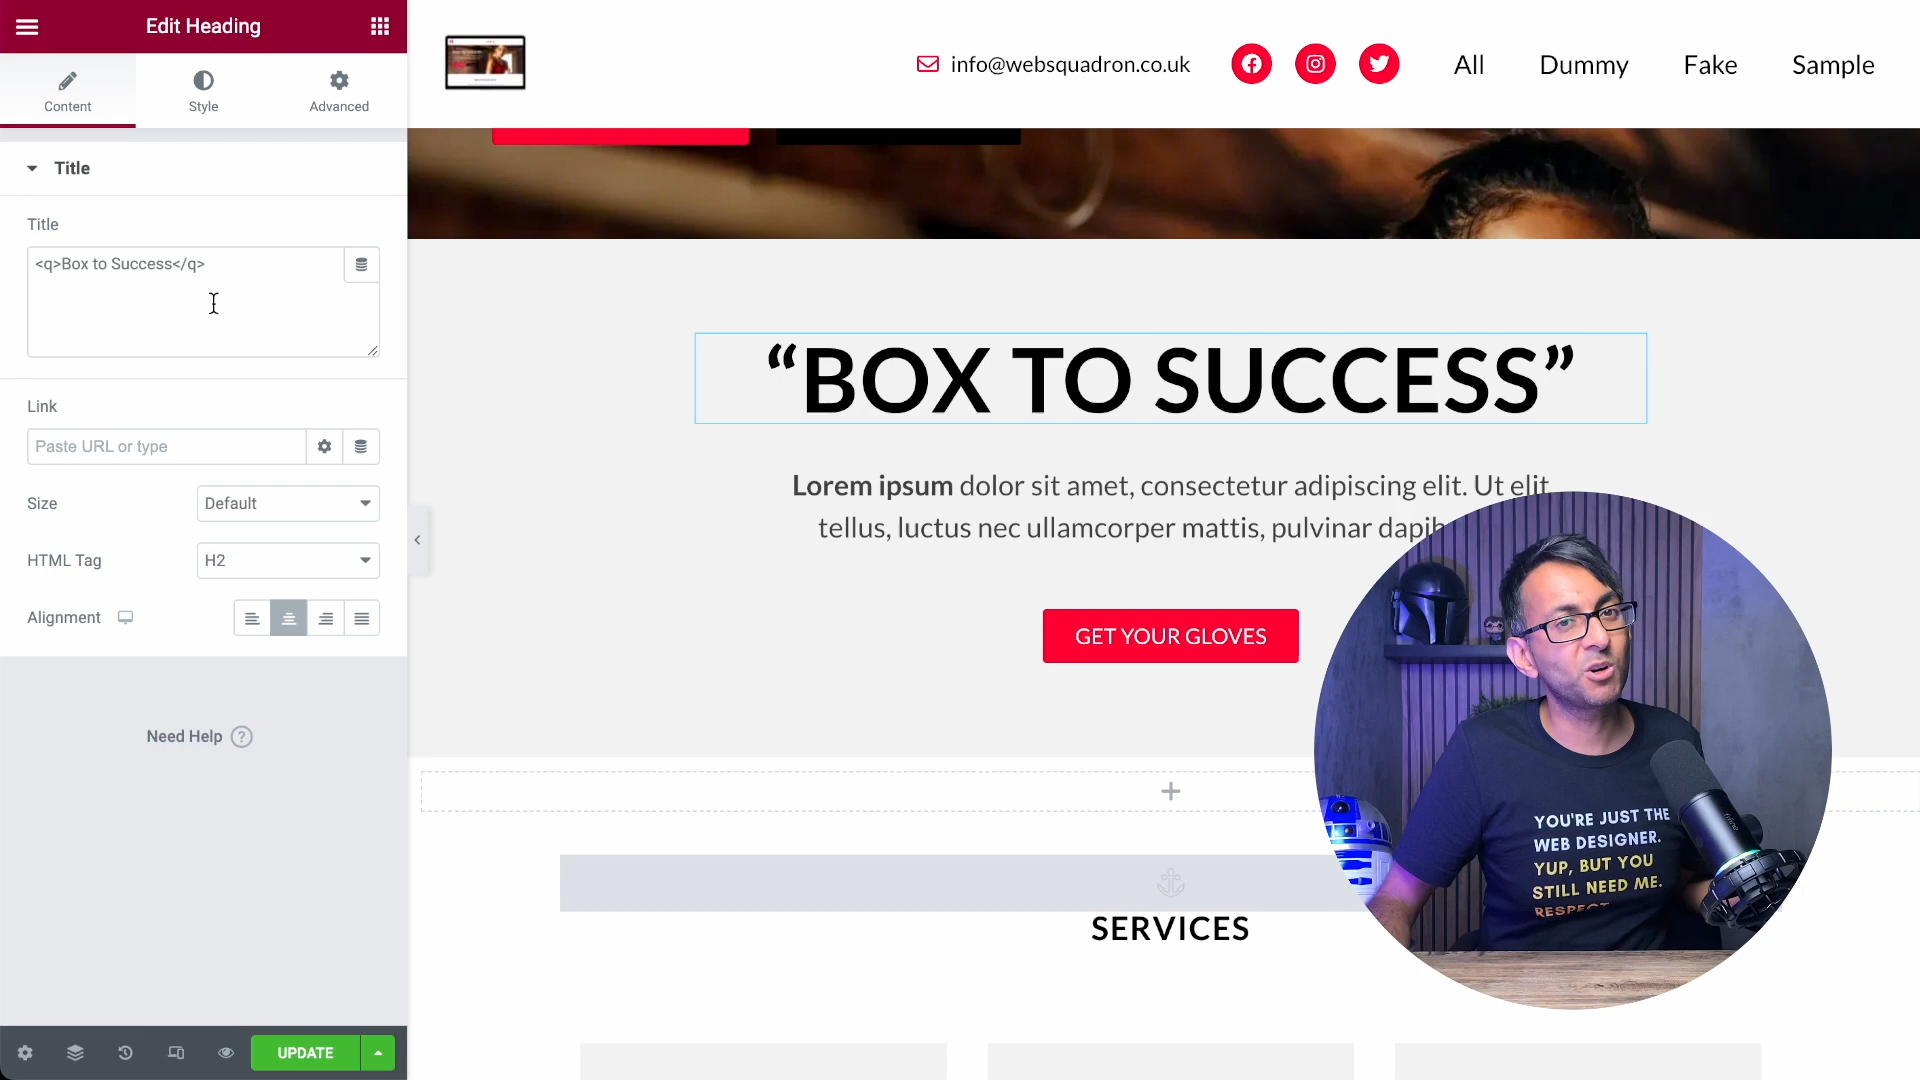 Edit Heading
Content
Style
Advanced
Title
Title
<q>Box to Success</q>
Link
Paste URL or type
Size
Default
HTML Tag
H2
Alignment
Need Help
UPDATE
info@websquadron.co.uk
All
Dummy
Fake
Sample
“BOX TO SUCCESS”
Lorem ipsum dolor sit amet, consectetur adipiscing elit. Ut elit
tellus, luctus nec ullamcorper mattis, pulvinar
GET YOUR GLOVES
SERVICES
YOU'RE JUST THE
WEB DESIGNER.
YUP, BUT YOU
STILL NEED ME.
RESPECT